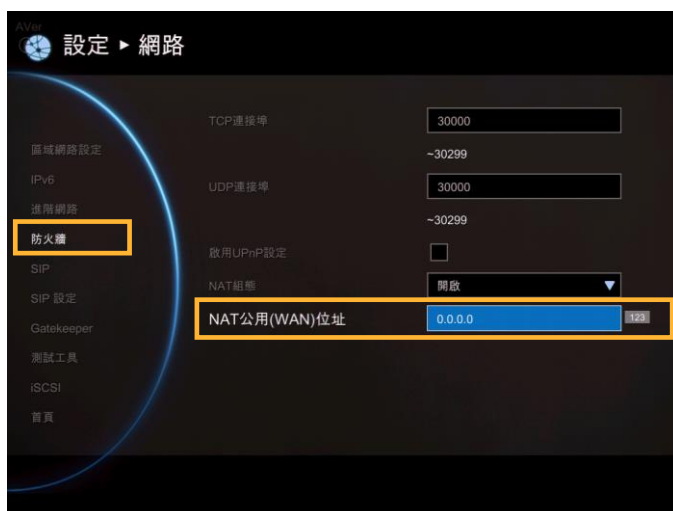 AVer
設定 ▸ 網路
TCP連接埠 30000
~30299
區域網路設定
IPv6
UDP連接埠 30000
進階網路
~30299
防火牆
啟用UPnP設定
SIP
NAT組態 開啟
SIP 設定
NAT公用(WAN)位址 0.0.0.0 123
Gatekeeper
測試工具
iSCSI
首頁